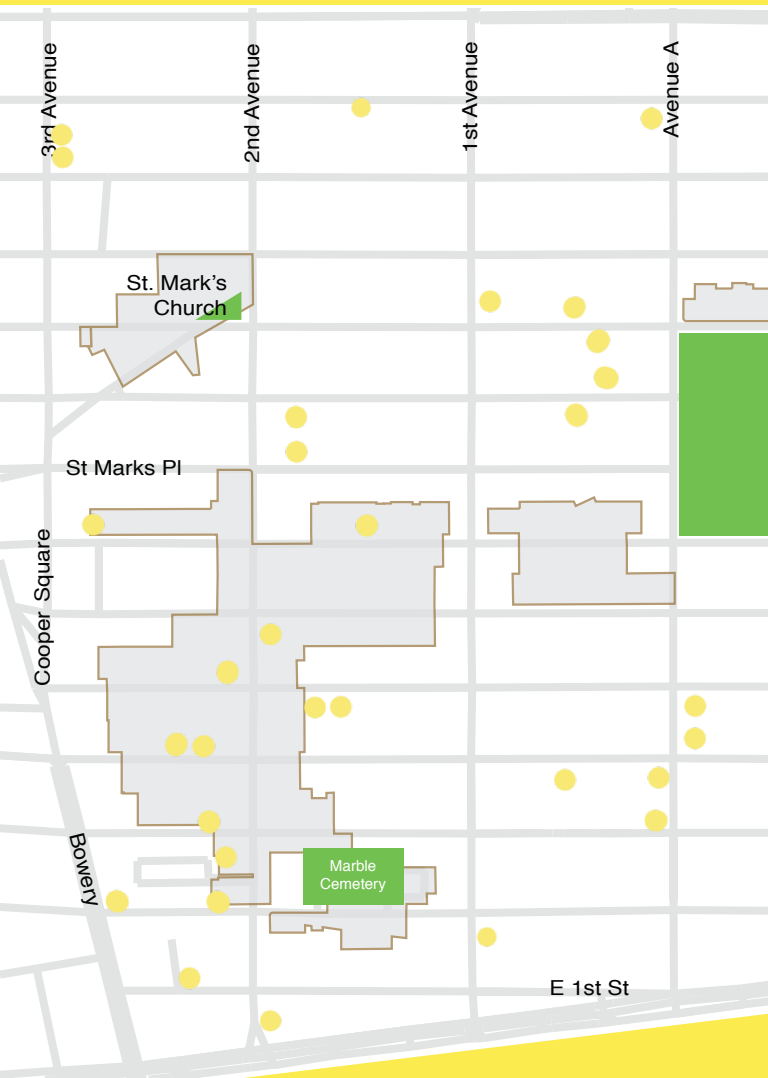 3rd Avenue
2nd Avenue
1st Avenue
Avenue A
St. Mark's
Church
St Marks Pl
Cooper Square
Bowery
Marble
Cemetery
E 1st St